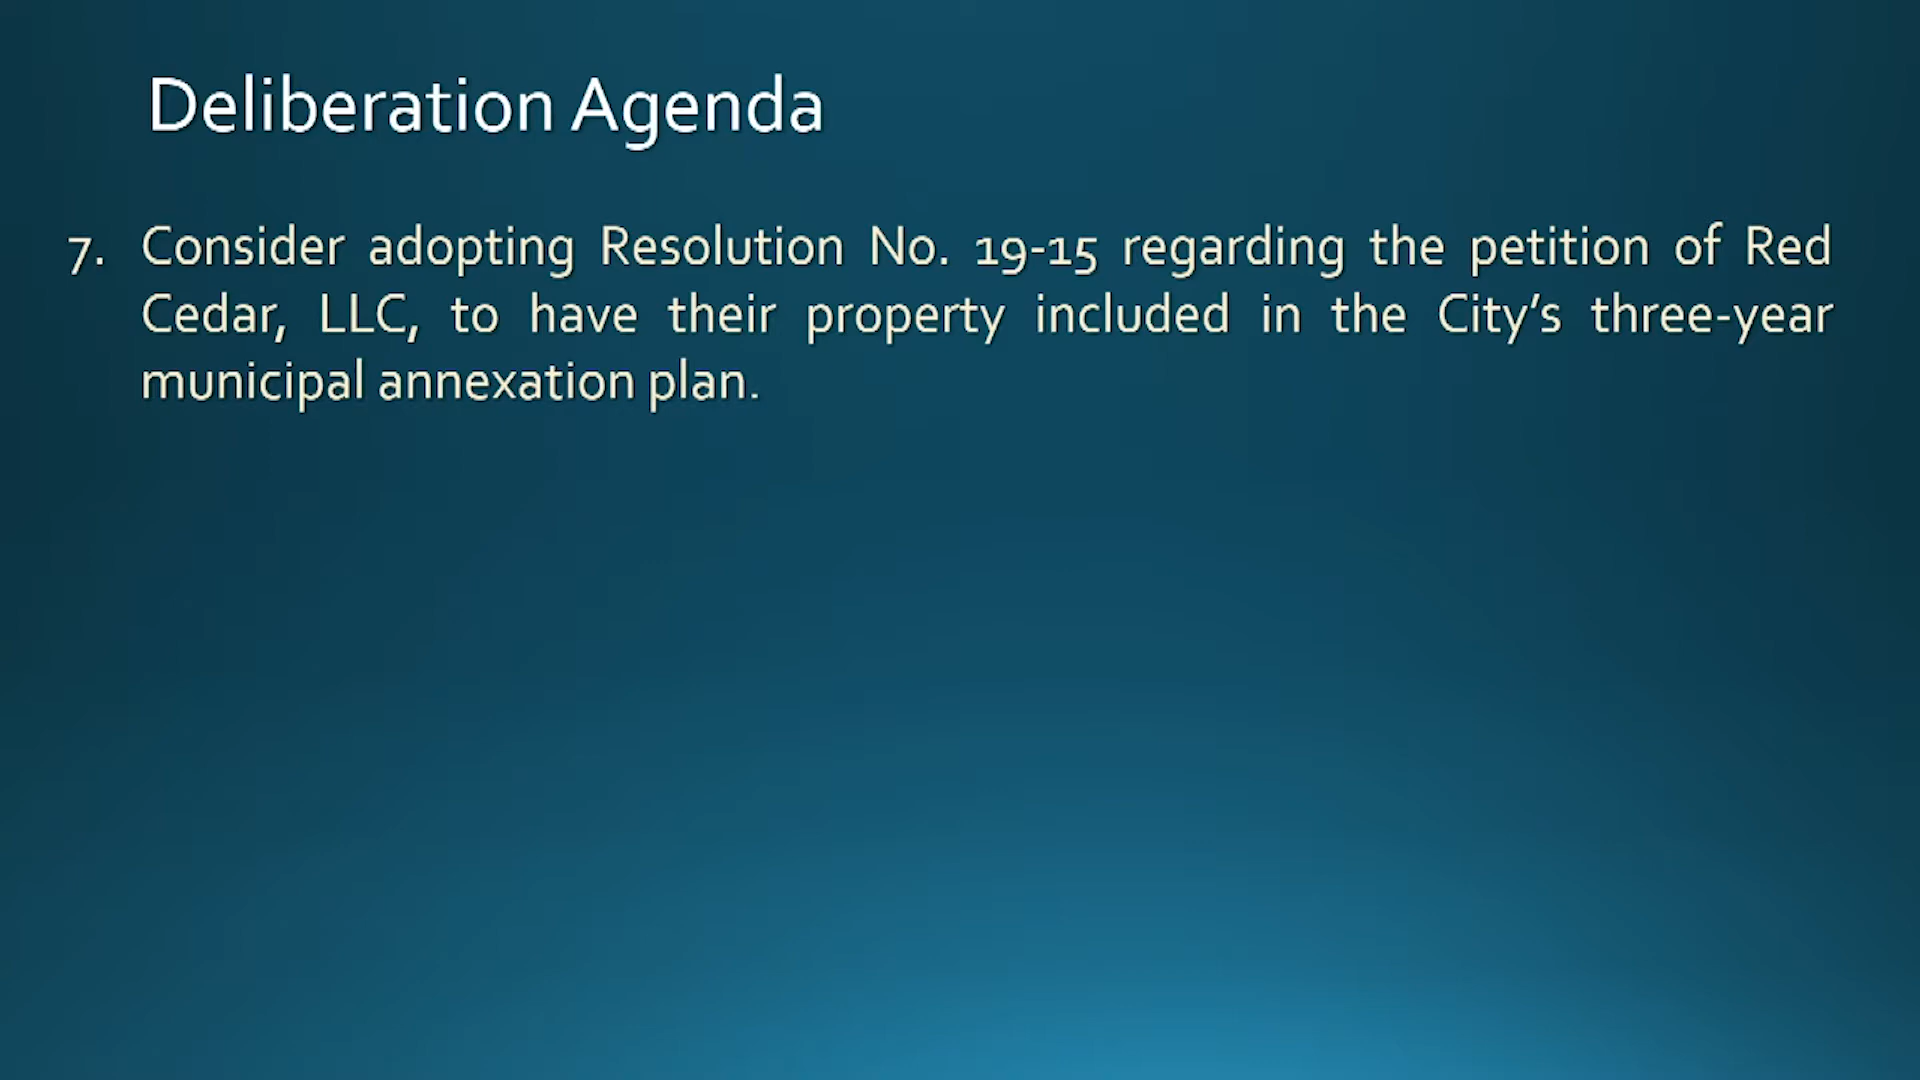 Deliberation Agenda
7. Consider adopting Resolution No. 19-15 regarding the petition of Red
Cedar, LLC, to have their property included in the City’s three-year
municipal annexation plan.